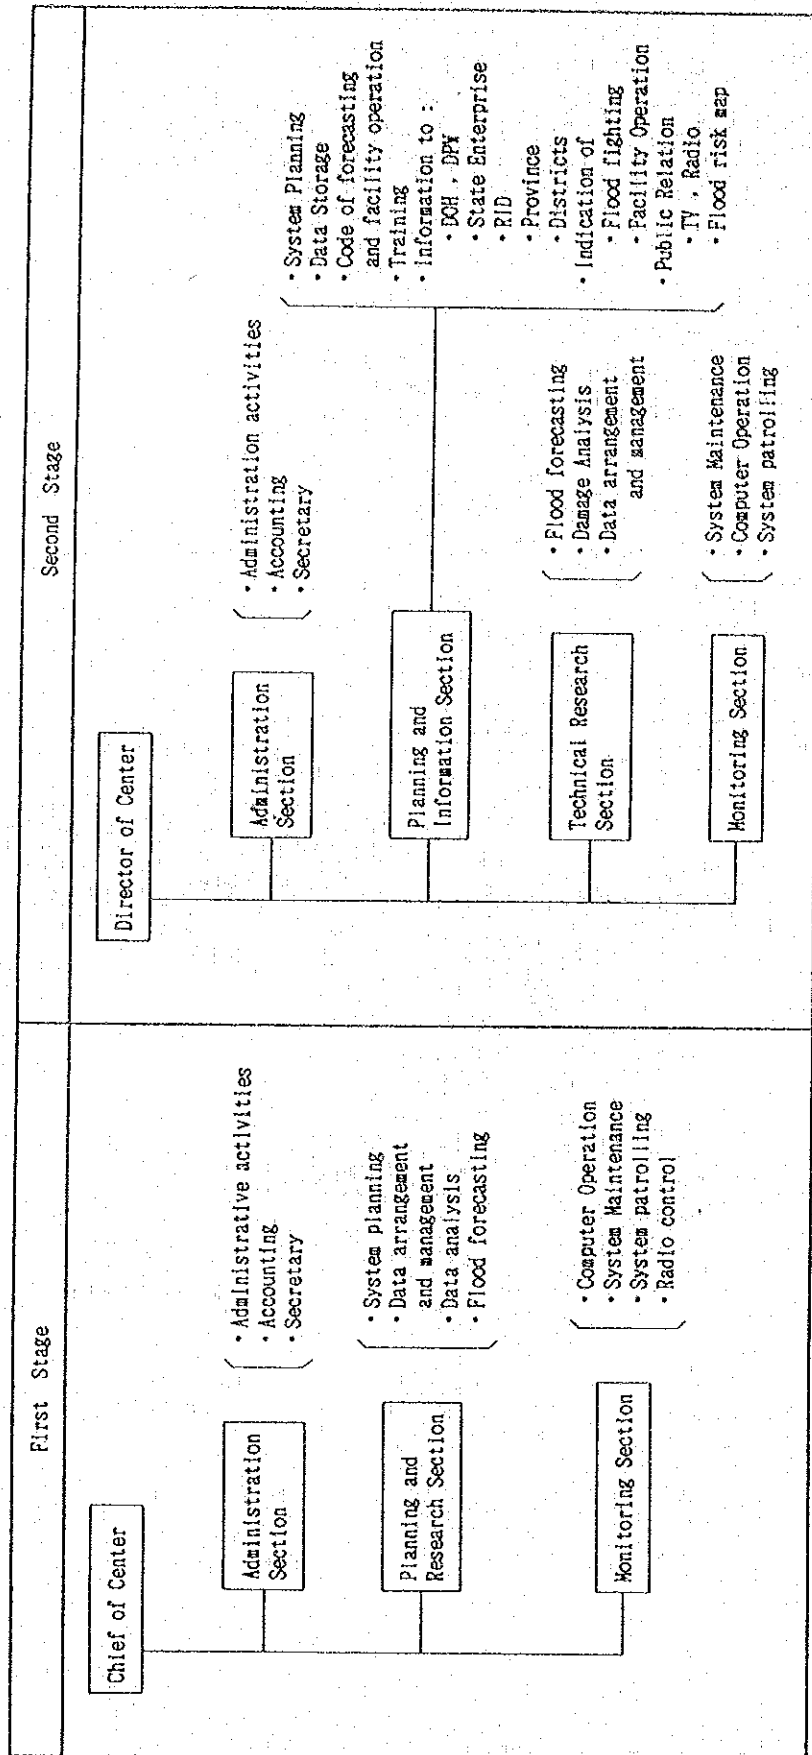 First Stage
Chief of Center
Administration
Section
• Administrative activities
• Accounting
• Secretary
Planning and
Research Section
• System planning
• Data arrangement
and management
• Data analysis
• Flood forecasting
Monitoring Section
• Computer Operation
• System Maintenance
• System patrolling
• Radio control
Second Stage
Director of Center
Administration
Section
• Administration activities
• Accounting
• Secretary
Planning and
Information Section
• System Planning
• Data Storage
• Code of forecasting
and facility operation
• Training
• Information to :
• DOH , DPW
• State Enterprise
• RID
• Province
• Districts
• Indication of
• Flood fighting
• Facility Operation
• Public Relation
• TV , Radio
• Flood risk map
Technical Research
Section
• Flood forecasting
• Damage Analysis
• Data arrangement
and management
Monitoring Section
• System Maintenance
• Computer Operation
• System patrolling